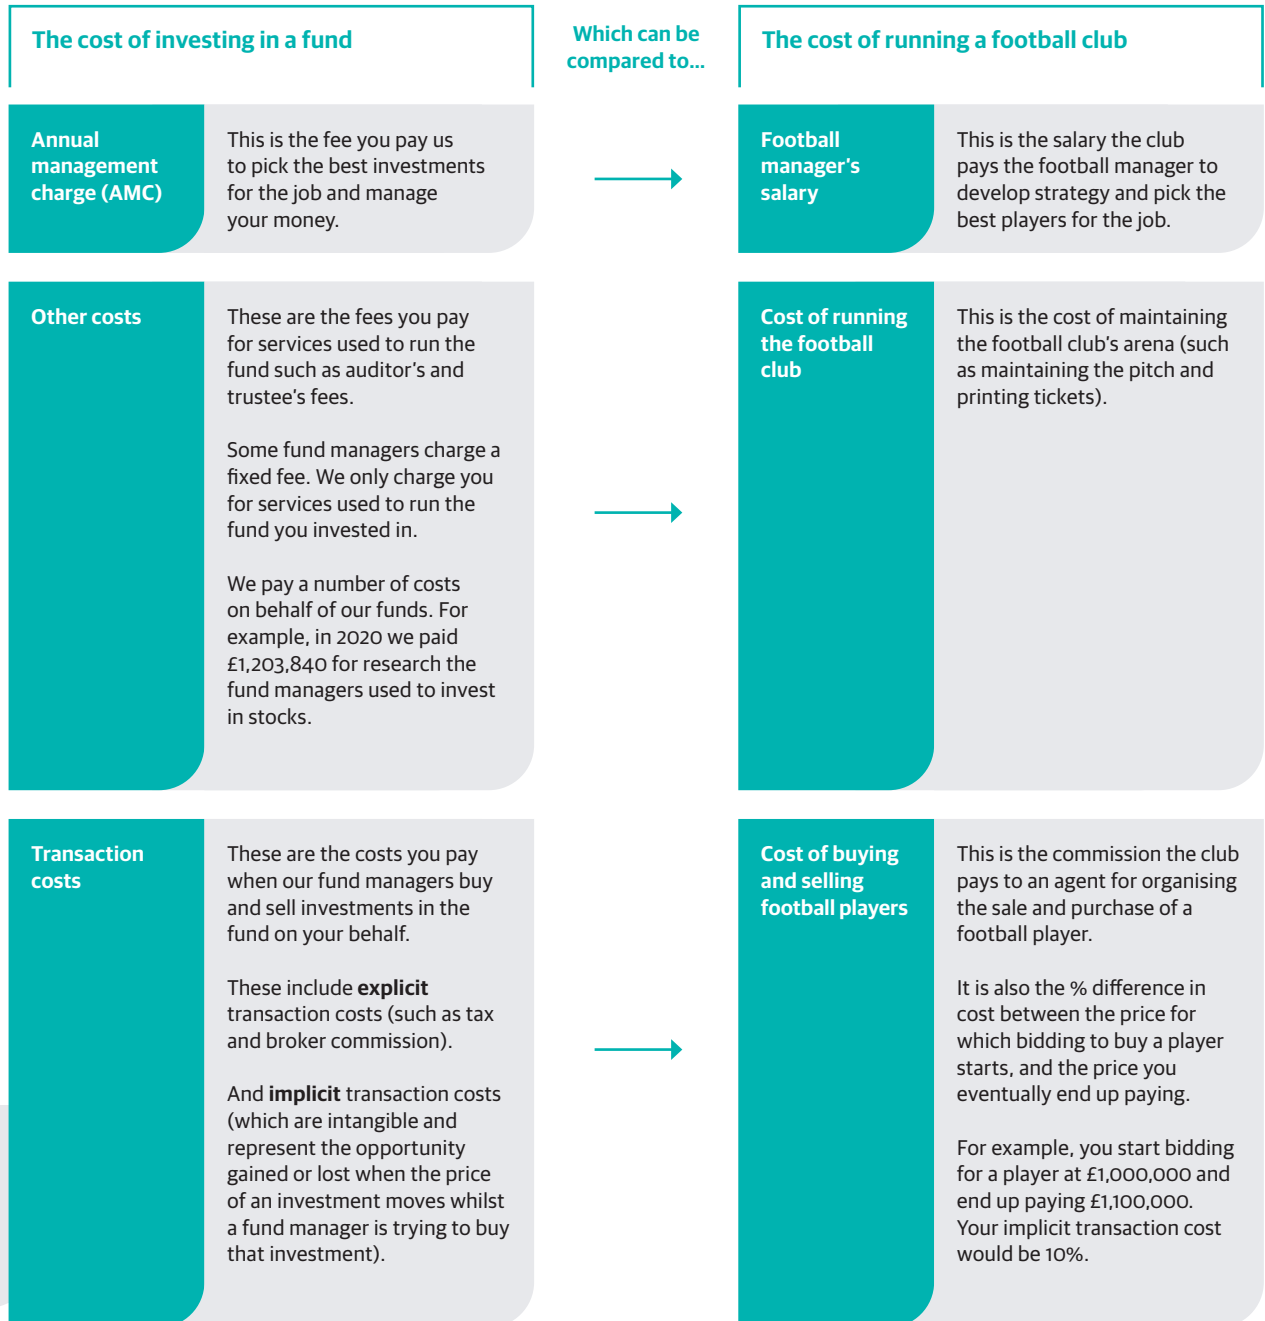 The cost of investing in a fund
Which can be
compared to...
The cost of running a football club
Annual
management
charge (AMC)
This is the fee you pay us
to pick the best investments
for the job and manage
your money.
Football
manager's
salary
This is the salary the club
pays the football manager to
develop strategy and pick the
best players for the job.
Other costs
These are the fees you pay
for services used to run the
fund such as auditor's and
trustee's fees.
Some fund managers charge a
fixed fee. We only charge you
for services used to run the
fund you invested in.
We pay a number of costs
on behalf of our funds. For
example, in 2020 we paid
£1,203,840 for research the
fund managers used to invest
in stocks.
Cost of running
the football
club
This is the cost of maintaining
the football club's arena (such
as maintaining the pitch and
printing tickets).
Transaction
costs
These are the costs you pay
when our fund managers buy
and sell investments in the
fund on your behalf.
These include explicit
transaction costs (such as tax
and broker commission).
And implicit transaction costs
(which are intangible and
represent the opportunity
gained or lost when the price
of an investment moves whilst
a fund manager is trying to buy
that investment).
Cost of buying
and selling
football players
This is the commission the club
pays to an agent for organising
the sale and purchase of a
football player.
It is also the % difference in
cost between the price for
which bidding to buy a player
starts, and the price you
eventually end up paying.
For example, you start bidding
for a player at £1,000,000 and
end up paying £1,100,000.
Your implicit transaction cost
would be 10%.